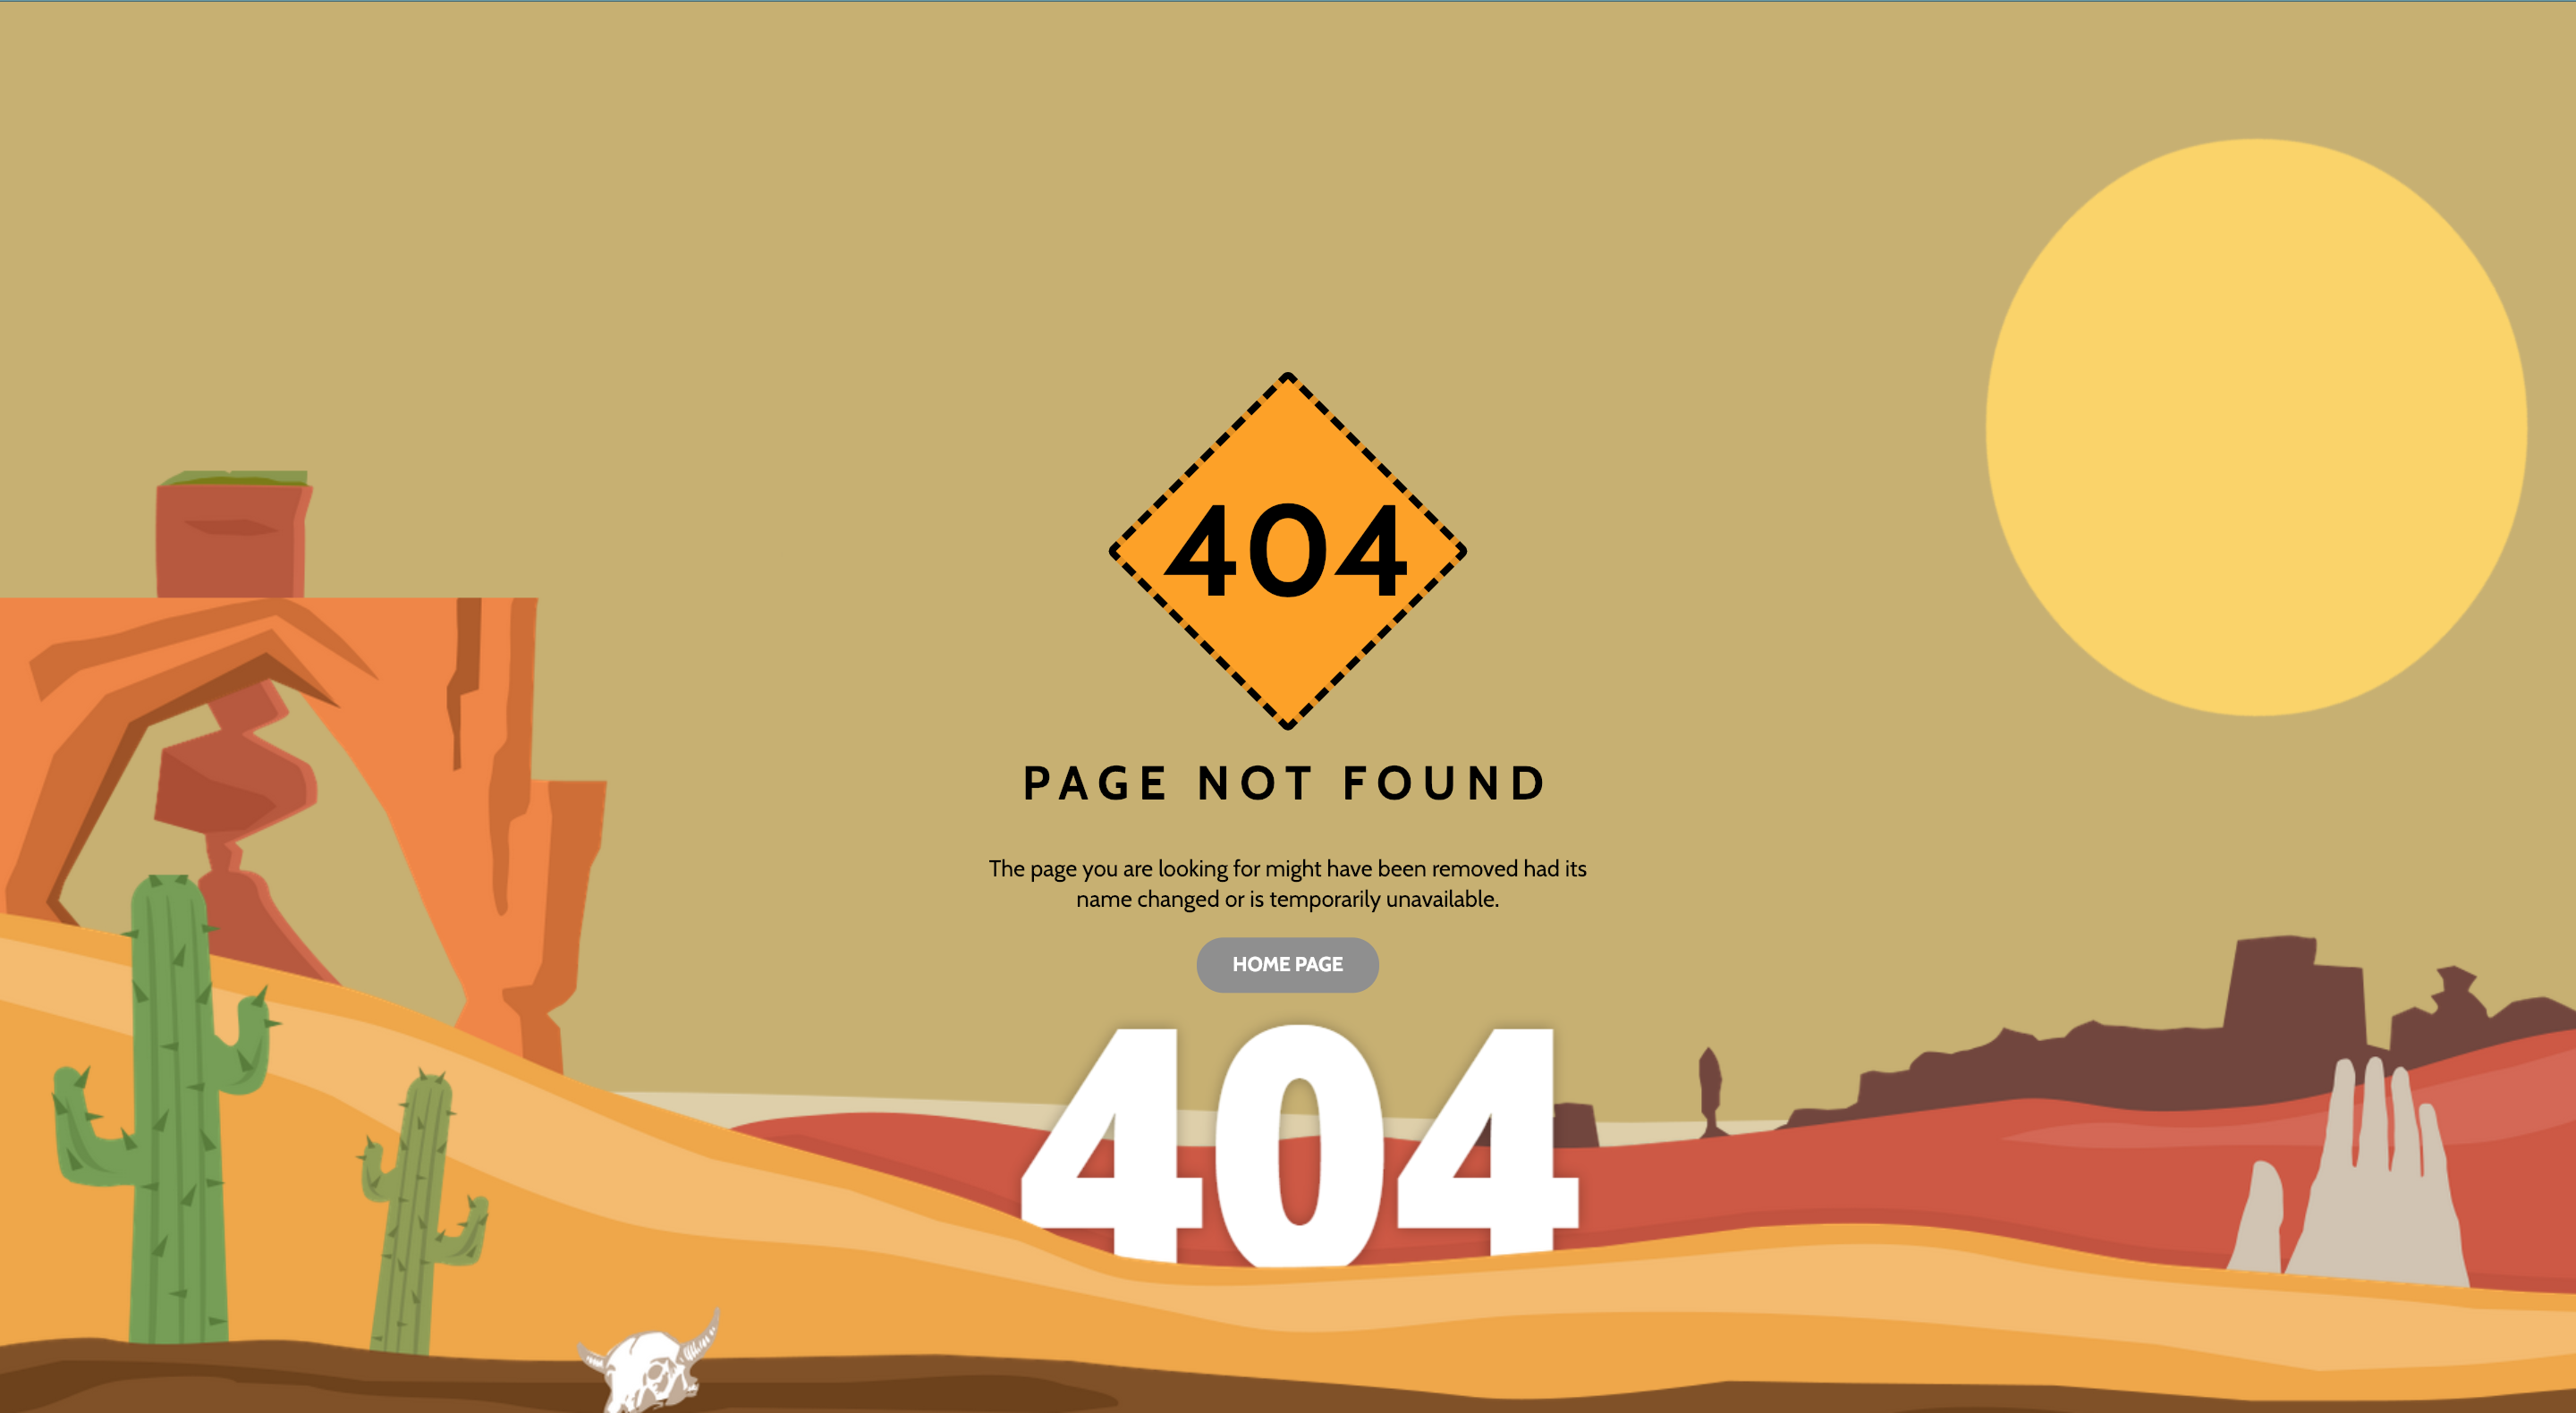 404
PAGE NOT FOUND
The page you are looking for might have been removed had its
name changed or is temporarily unavailable.
HOME PAGE
404